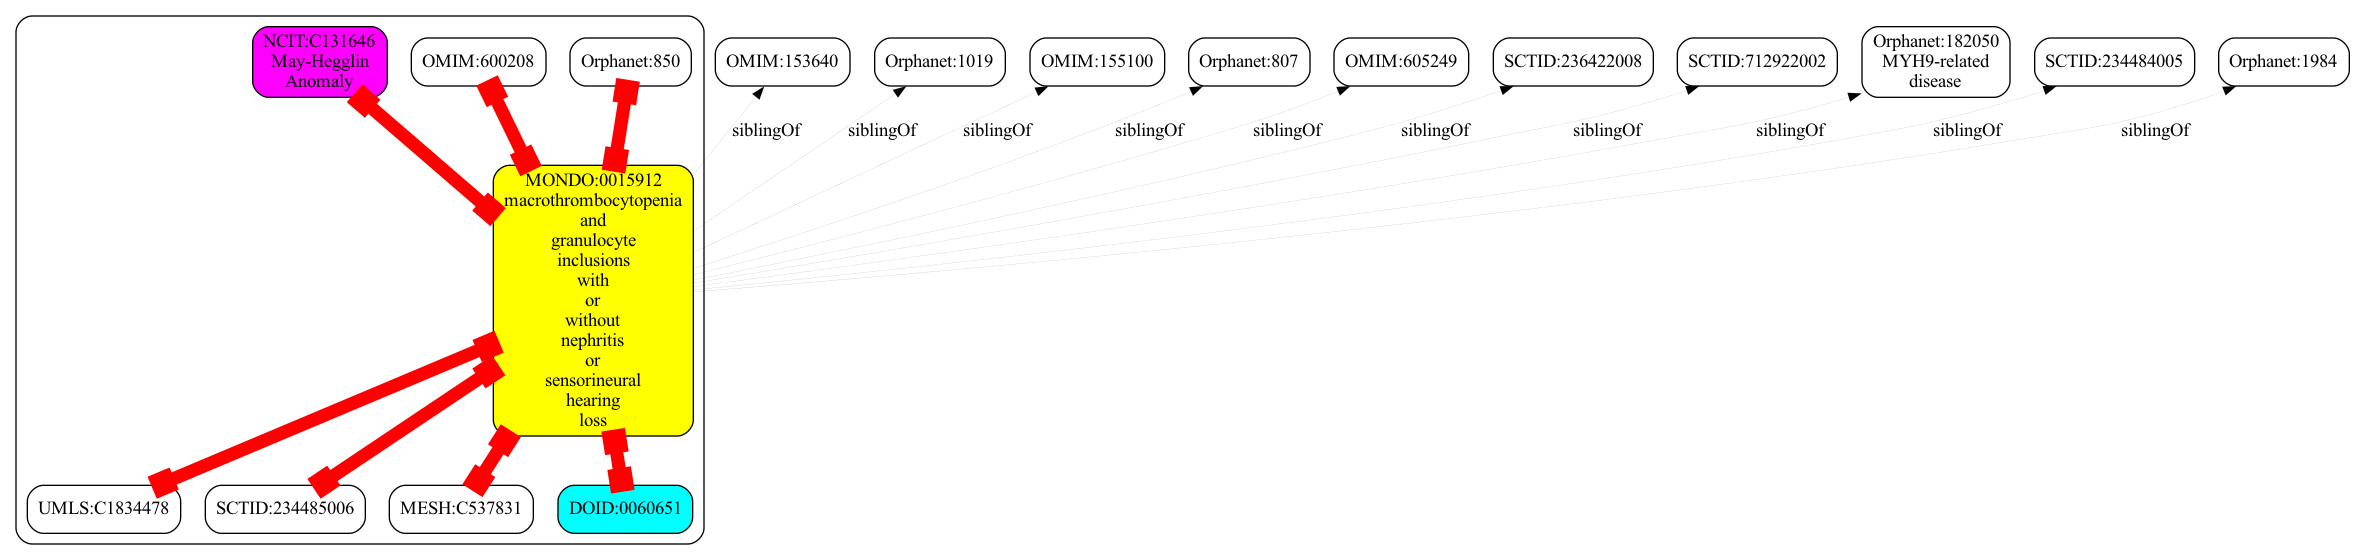 NCIT:C131646
May-Hegglin
Anomaly
OMIM:600208
Orphanet:850
OMIM:153640
Orphanet:1019
OMIM:155100
Orphanet:807
OMIM:605249
SCTID:236422008
SCTID:712922002
Orphanet:182050
MYH9-related
disease
SCTID:234484005
Orphanet:1984
siblingOf
siblingOf
siblingOf
siblingOf
siblingOf
siblingOf
siblingOf
siblingOf
siblingOf
siblingOf
MONDO:0015912
macrothrombocytopenia
and
granulocyte
inclusions
with
or
without
nephritis
or
sensorineural
hearing
loss
UMLS:C1834478
SCTID:234485006
MESH:C537831
DOID:0060651